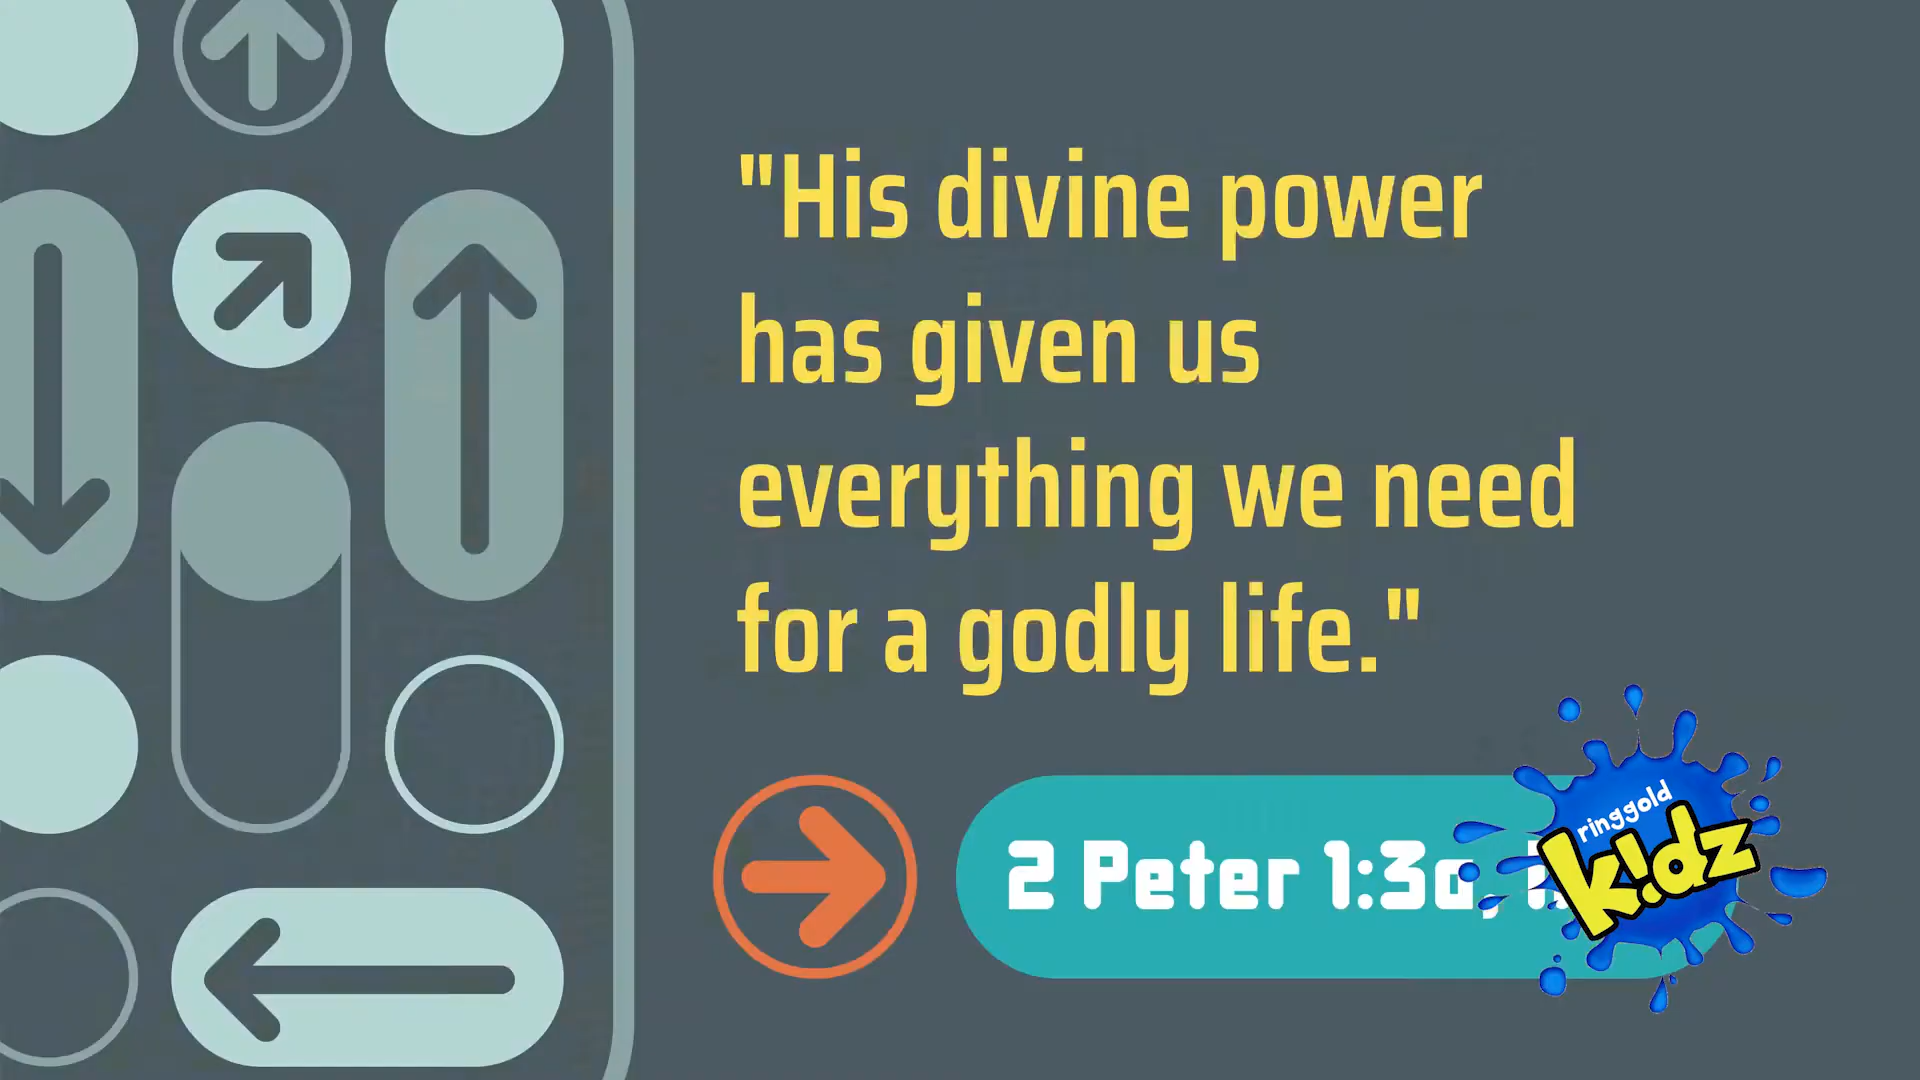 "His divine power
has given us
everything we need
for a godly life."
2 Peter 1:3a,
ringgold
k!dz